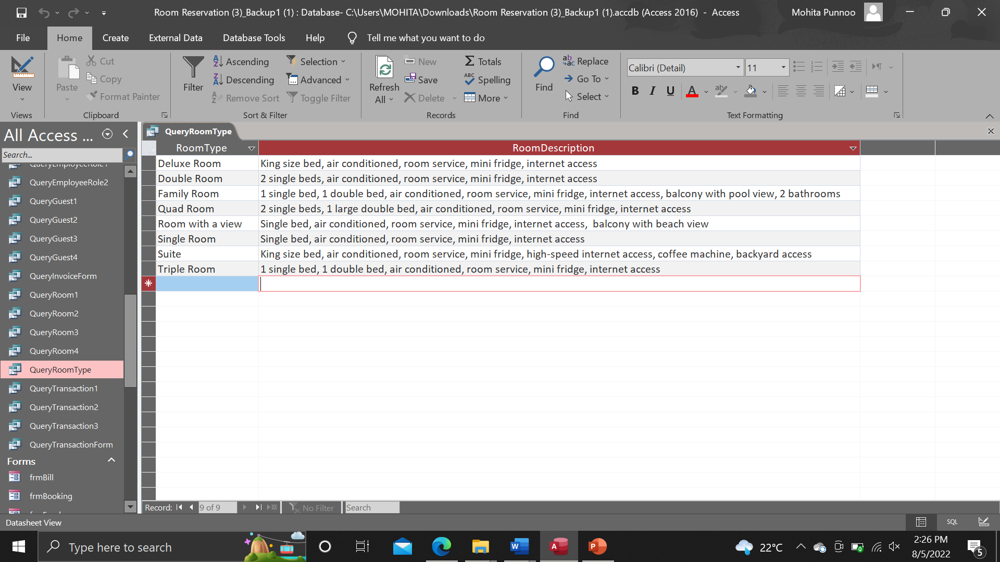 Room Reservation (3)_Backup1 (1) : Database- C:\Users\MOHITA\Downloads\Room Reservation (3)_Backup1 (1).accdb (Access 2016) - Access
Mohita Punnoo
File Home Create External Data Database Tools Help Tell me what you want to do
View
Views
Paste
Cut
Copy
Format Painter
Clipboard
Filter
Ascending
Descending
Remove Sort
Selection
Advanced
Toggle Filter
Sort & Filter
Refresh
All
New
Save
Delete
Totals
Spelling
More
Records
Find
Replace
Go To
Select
Find
Calibri (Detail)
11
B I U
Text Formatting
All Access ...
Search...
QueryEmployeeRole1
QueryEmployeeRole2
QueryGuest1
QueryGuest2
QueryGuest3
QueryGuest4
QueryInvoiceForm
QueryRoom1
QueryRoom2
QueryRoom3
QueryRoom4
QueryRoomType
QueryTransaction1
QueryTransaction2
QueryTransaction3
QueryTransactionForm
Forms
frmBill
frmBooking
QueryRoomType
RoomType RoomDescription
Deluxe Room King size bed, air conditioned, room service, mini fridge, internet access
Double Room 2 single beds, air conditioned, room service, mini fridge, internet access
Family Room 1 single bed, 1 double bed, air conditioned, room service, mini fridge, internet access, balcony with pool view, 2 bathrooms
Quad Room 2 single beds, 1 large double bed, air conditioned, room service, mini fridge, internet access
Room with a view Single bed, air conditioned, room service, mini fridge, internet access,  balcony with beach view
Single Room Single bed, air conditioned, room service, mini fridge, internet access
Suite King size bed, air conditioned, room service, mini fridge, high-speed internet access, coffee machine, backyard access
Triple Room 1 single bed, 1 double bed, air conditioned, room service, mini fridge, internet access
Record: 9 of 9 No Filter Search
Datasheet View
SQL
Type here to search
22°C
2:26 PM
8/5/2022
5